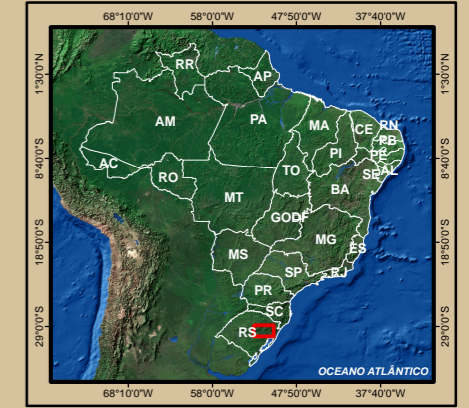 68°10'0"W 58°0'0"W 47°50'0"W 37°40'0"W
1°30'0"N
1°30'0"N
8°40'0"S
8°40'0"S
18°50'0"S
18°50'0"S
29°0'0"S
29°0'0"S
RR
AP
AM
PA
MA
CE
RN
PB
PI
PE
AC
TO
AL
RO
SE
BA
MT
GO
DF
MG
ES
MS
SP
RJ
PR
SC
RS
OCEANO ATLÂNTICO
68°10'0"W 58°0'0"W 47°50'0"W 37°40'0"W